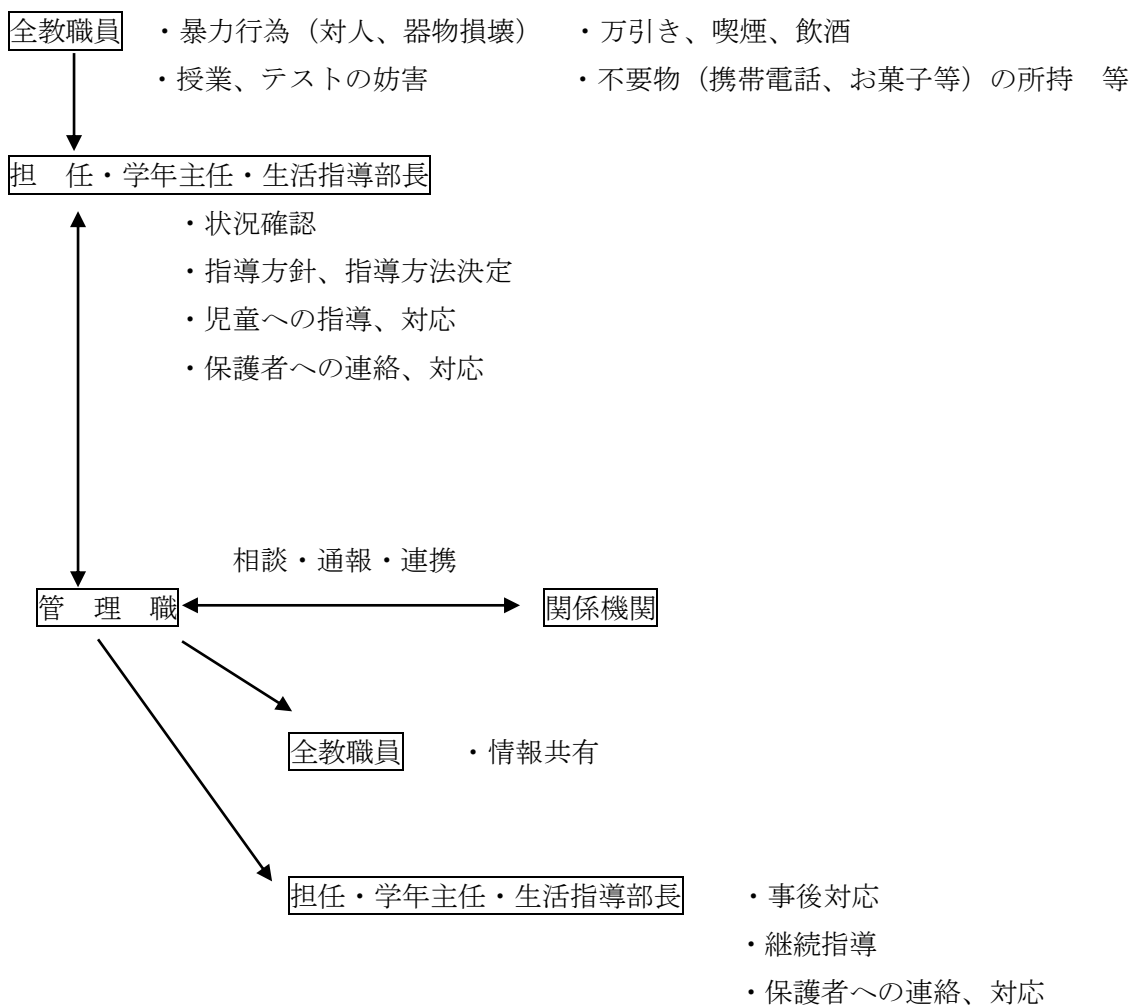 全教職員　・暴力行為（対人、器物損壊）　・万引き、喫煙、飲酒
・授業、テストの妨害　・不要物（携帯電話、お菓子等）の所持　等
担　任・学年主任・生活指導部長
・状況確認
・指導方針、指導方法決定
・児童への指導、対応
・保護者への連絡、対応
相談・通報・連携
管　理　職　関係機関
全教職員　・情報共有
担任・学年主任・生活指導部長　・事後対応
・継続指導
・保護者への連絡、対応